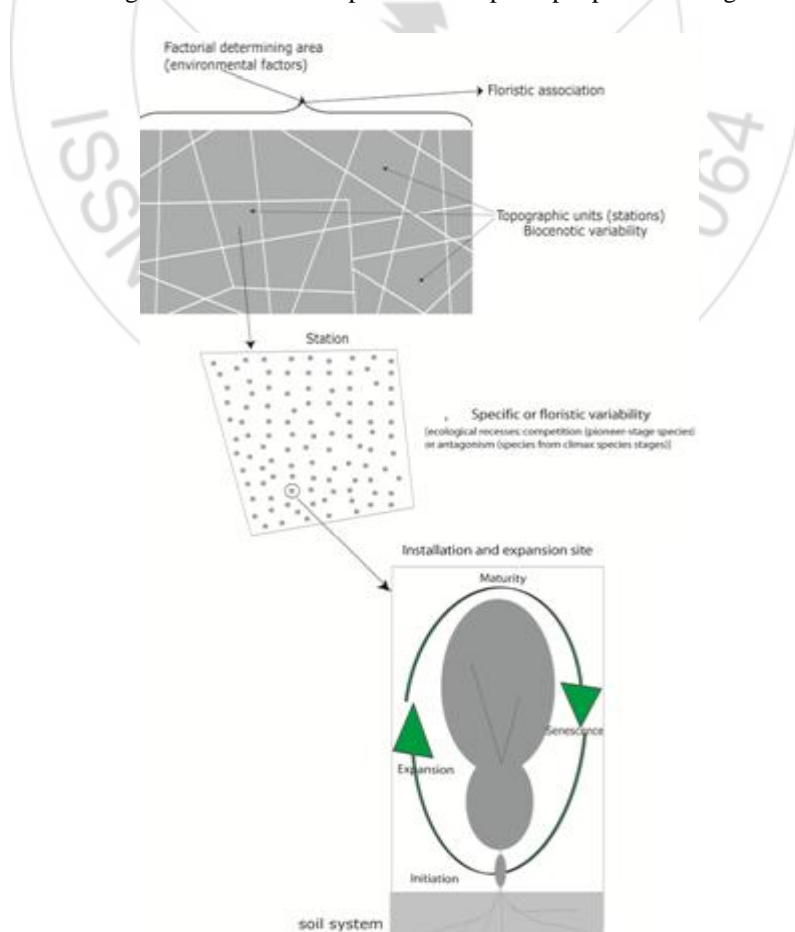 Factorial determining area
(environmental factors)
Floristic association
Topographic units (stations)
Biocenotic variability
Station
Specific or floristic variability
[ecological recesses: competition (pioneer-stage species)
or antagonism (species from climax species stages)]
Installation and expansion site
Maturity
Senescence
Expansion
Initiation
soil system
ISSN
064